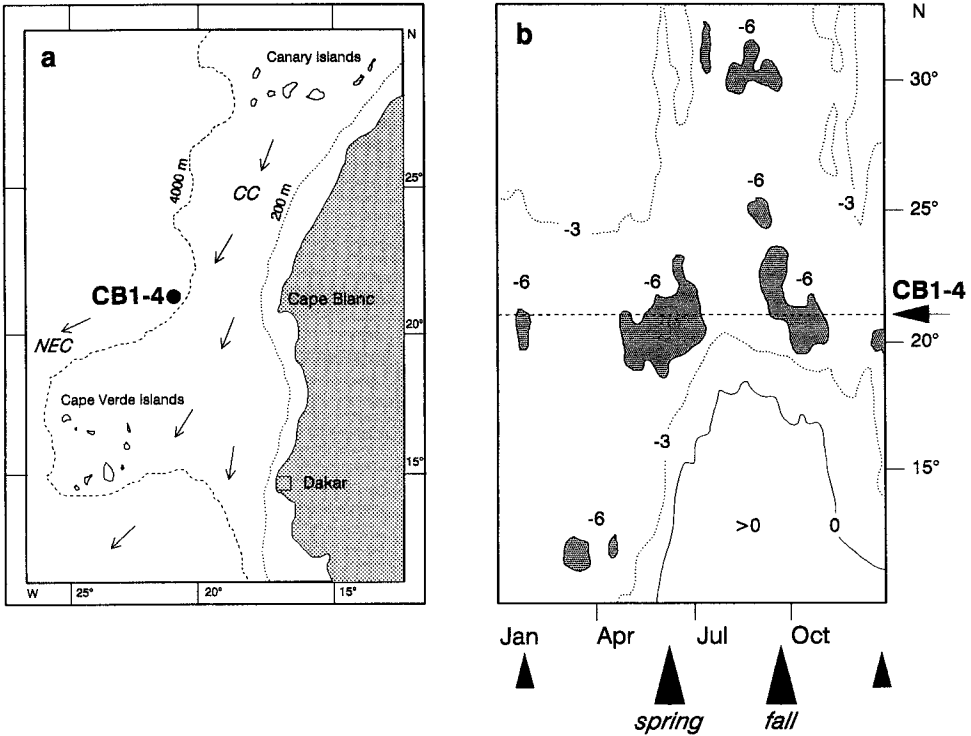 a
N
Canary Islands
4000 m
CC
200 m
25°
CB1-4
Cape Blanc
NEC
20°
Cape Verde Islands
15°
Dakar
W
25°
20°
15°
b
N
-6
30°
-6
25°
-3
-3
-6
-6
-6
CB1-4
20°
-3
15°
-6
>0
0
Jan
Apr
Jul
Oct
spring
fall